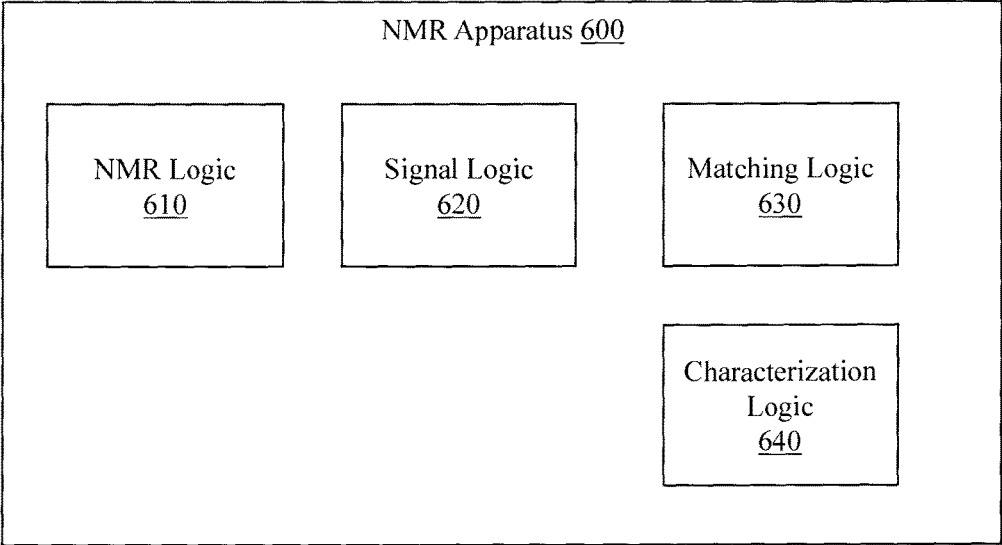 NMR Apparatus 600
NMR Logic
610
Signal Logic
620
Matching Logic
630
Characterization
Logic
640